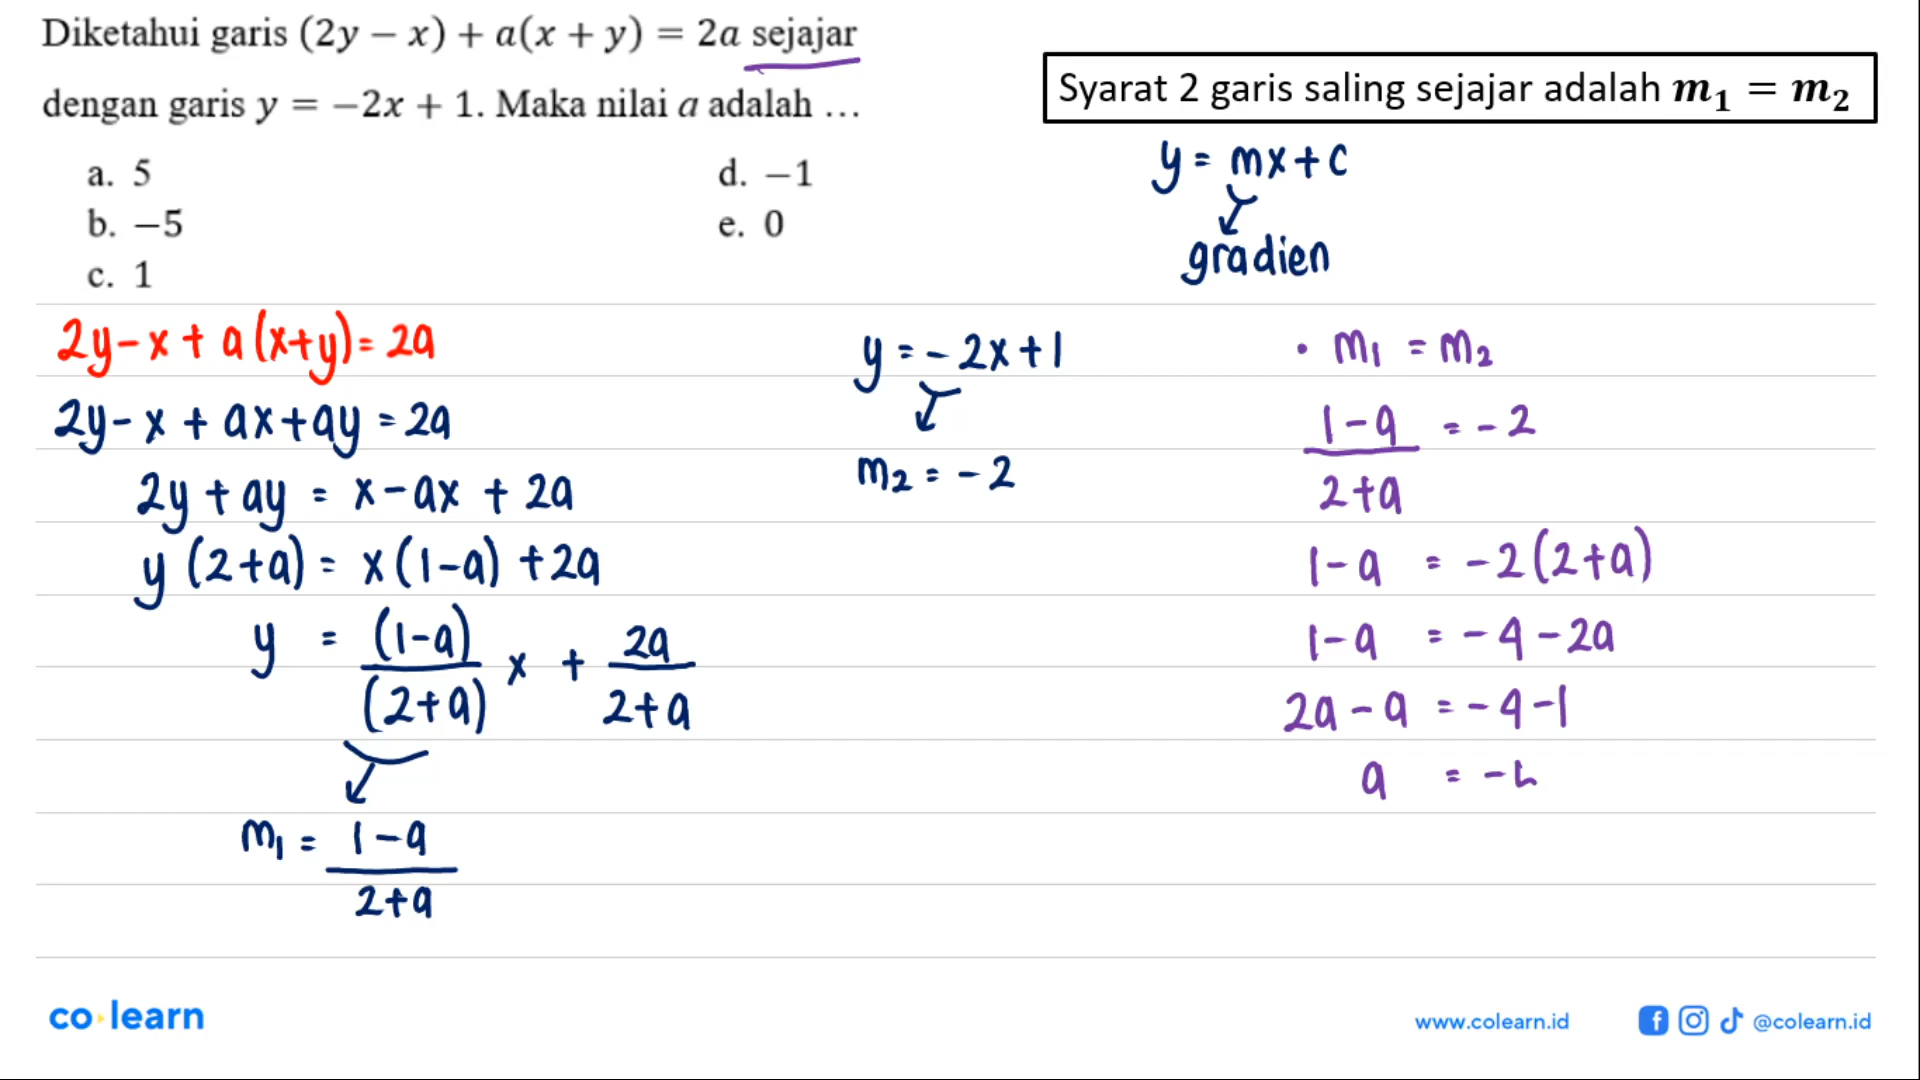 Diketahui garis (2y − x) + a(x + y) = 2a sejajar
dengan garis y = −2x + 1. Maka nilai a adalah …
a. 5
b. −5
c. 1
d. −1
e. 0
Syarat 2 garis saling sejajar adalah m₁ = m₂
y = mx + c
gradien
2y − x + a(x+y) = 2a
2y − x + ax + ay = 2a
2y + ay = x − ax + 2a
y (2+a) = x(1−a) + 2a
y = (1−a)/(2+a) x + 2a/(2+a)
m₁ = (1−a)/(2+a)
y = −2x + 1
m₂ = −2
• m₁ = m₂
(1−a)/(2+a) = −2
1−a = −2(2+a)
1−a = −4−2a
2a − a = −4−1
a = −
co learn
www.colearn.id
@colearn.id